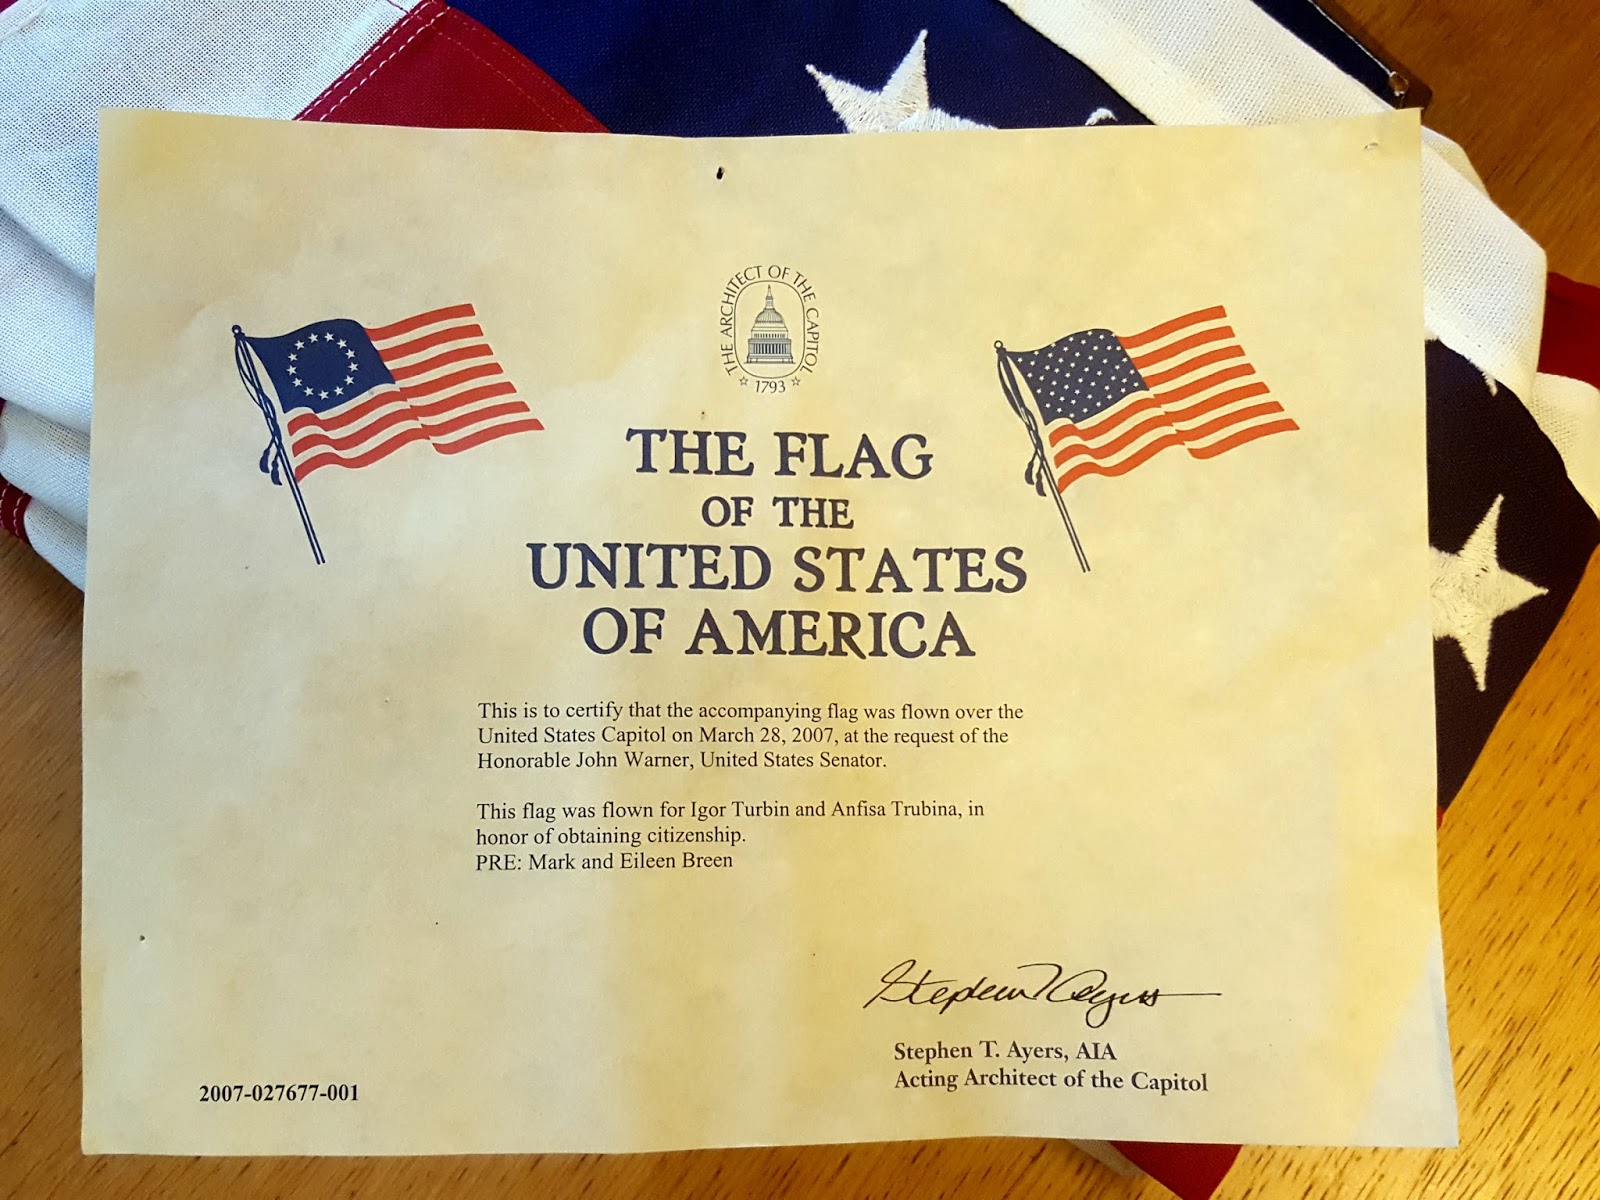 THE ARCHITECT OF THE CAPITOL
1793
THE FLAG
OF THE
UNITED STATES
OF AMERICA
This is to certify that the accompanying flag was flown over the
United States Capitol on March 28, 2007, at the request of the
Honorable John Warner, United States Senator.
This flag was flown for Igor Turbin and Anfisa Trubina, in
honor of obtaining citizenship.
PRE: Mark and Eileen Breen
Stephen T. Ayers
Stephen T. Ayers, AIA
Acting Architect of the Capitol
2007-027677-001